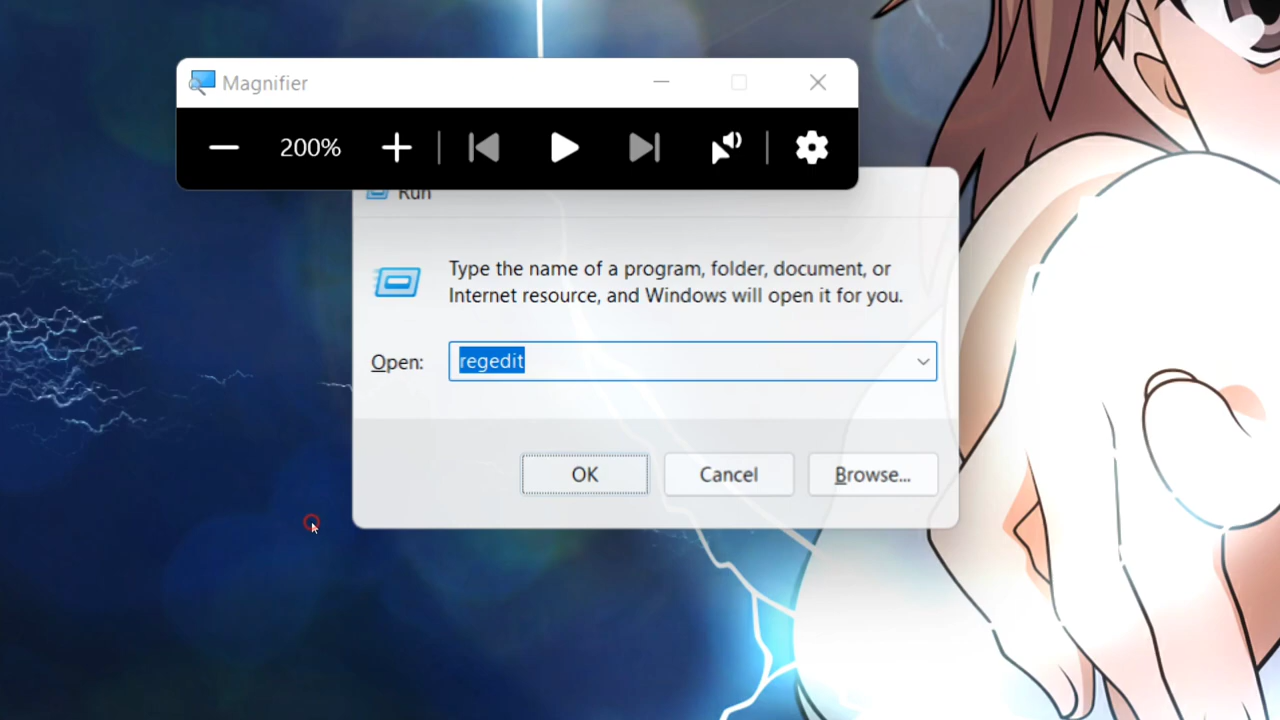 Magnifier
200%
Run
Type the name of a program, folder, document, or
Internet resource, and Windows will open it for you.
Open:
regedit
OK
Cancel
Browse...